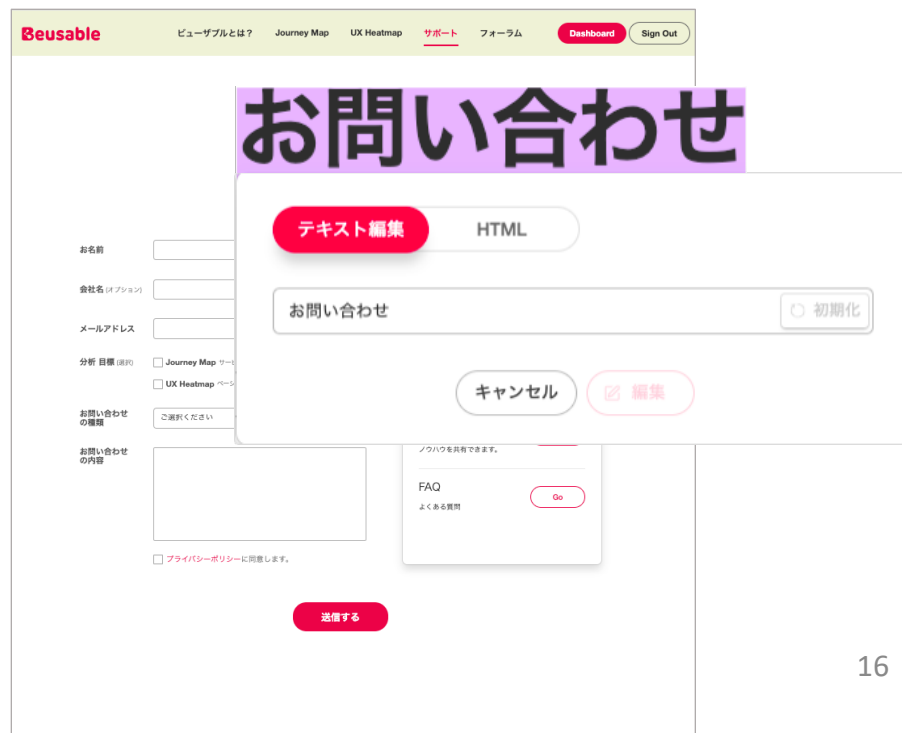 Beusable ビューザブルとは？ Journey Map UX Heatmap サポート フォーラム Dashboard Sign Out
お問い合わせ
テキスト編集 HTML
お問い合わせ 初期化
キャンセル 編集
お名前
会社名 (オプション)
メールアドレス
分析 目標 (選択) Journey Map
UX Heatmap
お問い合わせ
の種類
ご選択ください
お問い合わせ
の内容
ノウハウを共有できます。
FAQ
よくある質問
Go
プライバシーポリシーに同意します。
送信する
16